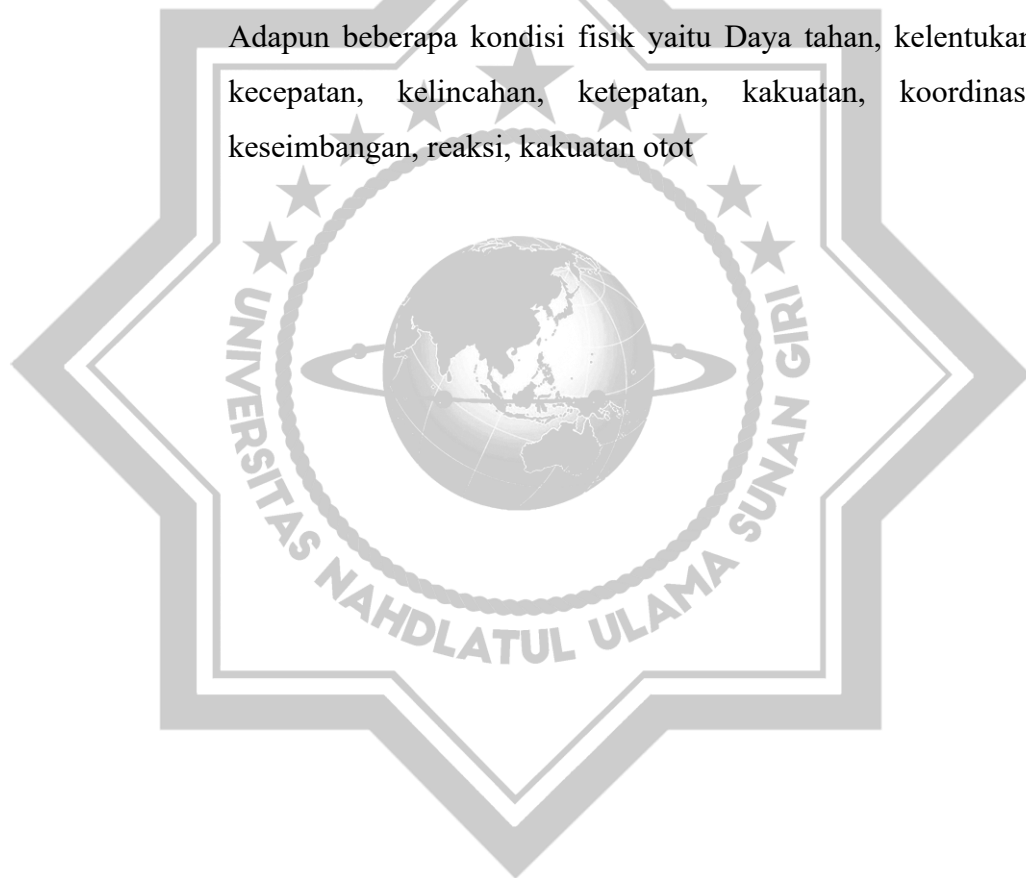 Adapun beberapa kondisi fisik yaitu Daya tahan, kelentukan
kecepatan, kelincahan, ketepatan, kakuatan, koordinas
keseimbangan, reaksi, kakuatan otot
UNIVERSITAS NAHDLATUL ULAMA SUNAN GIRI